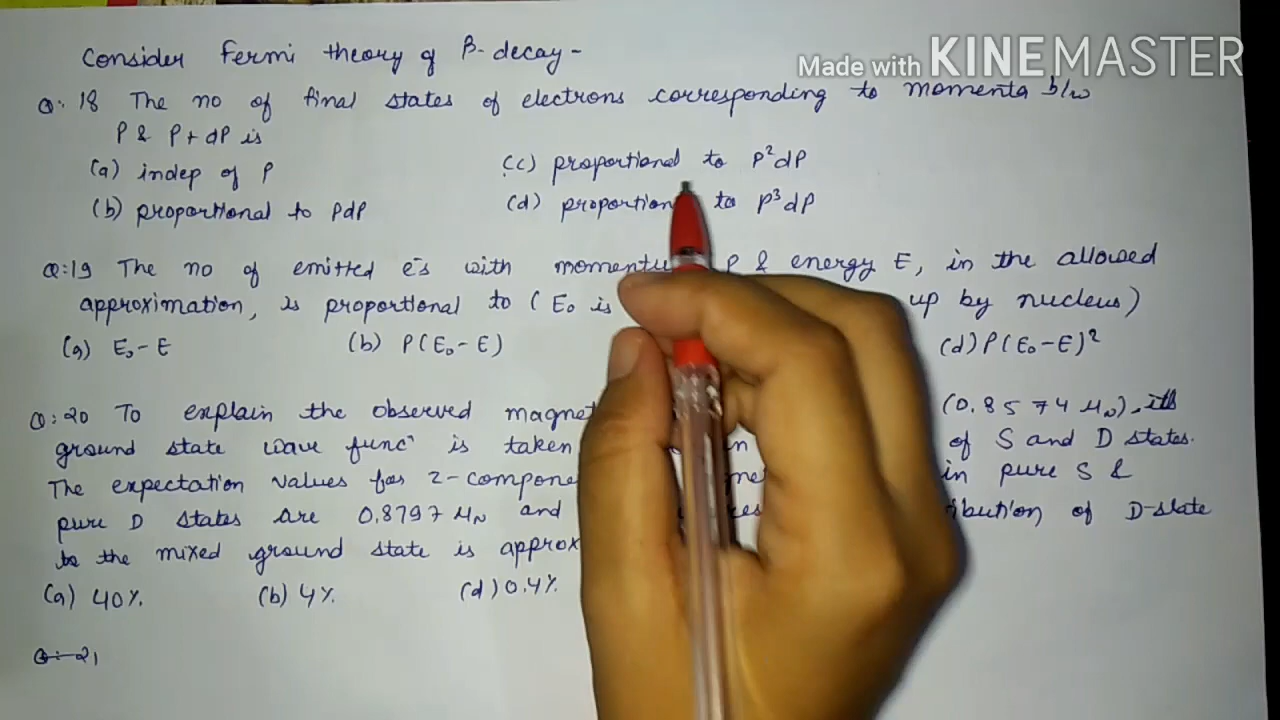 Made with KINEMASTER
Consider Fermi theory of β-decay-
Q. 18 The no of final states of electrons corresponding to momenta b/w
P & P+dP is
(a) indep of P (c) proportional to P²dP
(b) proportional to PdP (d) proportion to P³dP
Q:19 The no of emitted e⁻s with momentu P & energy E, in the allowed
approximation, is proportional to (E₀ is up by nucleus)
(a) E₀-E (b) P(E₀-E) (d) P(E₀-E)²
Q:20 To explain the observed magnet (0.8574 μN), its
ground state wave funcⁿ is taken of S and D states.
The expectation values for z-compone in pure S &
pure D states are 0.8797 μN and bution of D-state
to the mixed ground state is approx
(a) 40%. (b) 4%. (d) 0.4%.
Q: 21